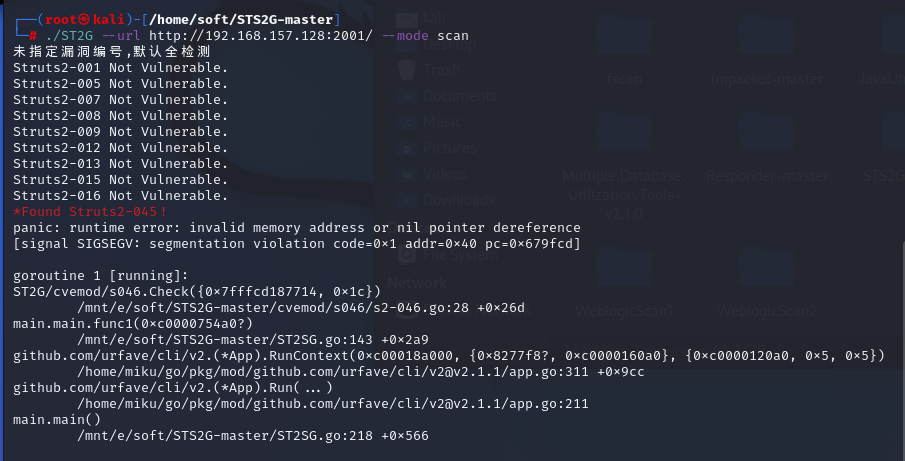 ┌──(root㉿kali)-[/home/soft/STS2G-master]
└─# ./ST2G --url http://192.168.157.128:2001/ --mode scan
未指定漏洞编号,默认全检测
Struts2-001 Not Vulnerable.
Struts2-005 Not Vulnerable.
Struts2-007 Not Vulnerable.
Struts2-008 Not Vulnerable.
Struts2-009 Not Vulnerable.
Struts2-012 Not Vulnerable.
Struts2-013 Not Vulnerable.
Struts2-015 Not Vulnerable.
Struts2-016 Not Vulnerable.
*Found Struts2-045！
panic: runtime error: invalid memory address or nil pointer dereference
[signal SIGSEGV: segmentation violation code=0×1 addr=0×40 pc=0×679fcd]
goroutine 1 [running]:
ST2G/cvemod/s046.Check({0×7fffcd187714, 0×1c})
/mnt/e/soft/STS2G-master/cvemod/s046/s2-046.go:28 +0×26d
main.main.func1(0×c0000754a0?)
/mnt/e/soft/STS2G-master/ST2SG.go:143 +0×2a9
github.com/urfave/cli/v2.(*App).RunContext(0×c00018a000, {0×8277f8?, 0×c0000160a0}, {0×c0000120a0, 0×5, 0×5})
/home/miku/go/pkg/mod/github.com/urfave/cli/v2@v2.1.1/app.go:311 +0×9cc
github.com/urfave/cli/v2.(*App).Run(...)
/home/miku/go/pkg/mod/github.com/urfave/cli/v2@v2.1.1/app.go:211
main.main()
/mnt/e/soft/STS2G-master/ST2SG.go:218 +0×566
kali
Desktop
Trash
Documents
Music
Pictures
Videos
Downloads
File System
Network
fscan
impacket-master
Multiple.Database.
Utilization.Tools-
v2.1.0
Responder-master
WeblogicScan1
WeblogicScan2